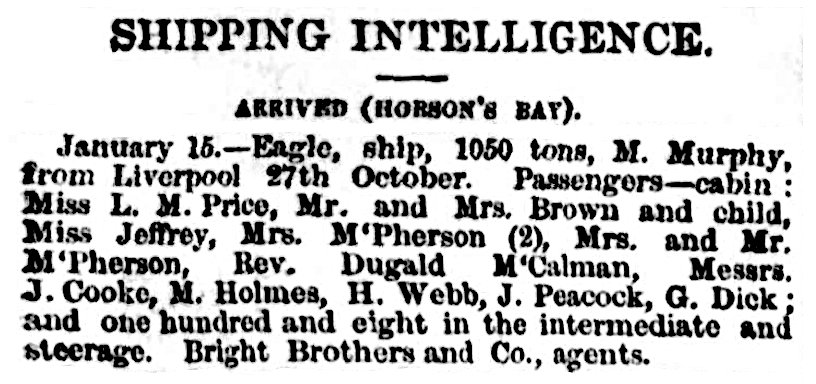 SHIPPING INTELLIGENCE.
ARRIVED (HOBSON'S BAY).
January 15.—Eagle, ship, 1050 tons, M. Murphy,
from Liverpool 27th October. Passengers—cabin:
Miss L. M. Price, Mr. and Mrs. Brown and child,
Miss Jeffrey, Mrs. M'Pherson (2), Mrs. and Mr.
M'Pherson, Rev. Dugald M'Calman, Messrs.
J. Cooke, M. Holmes, H. Webb, J. Peacock, G. Dick;
and one hundred and eight in the intermediate and
steerage. Bright Brothers and Co., agents.